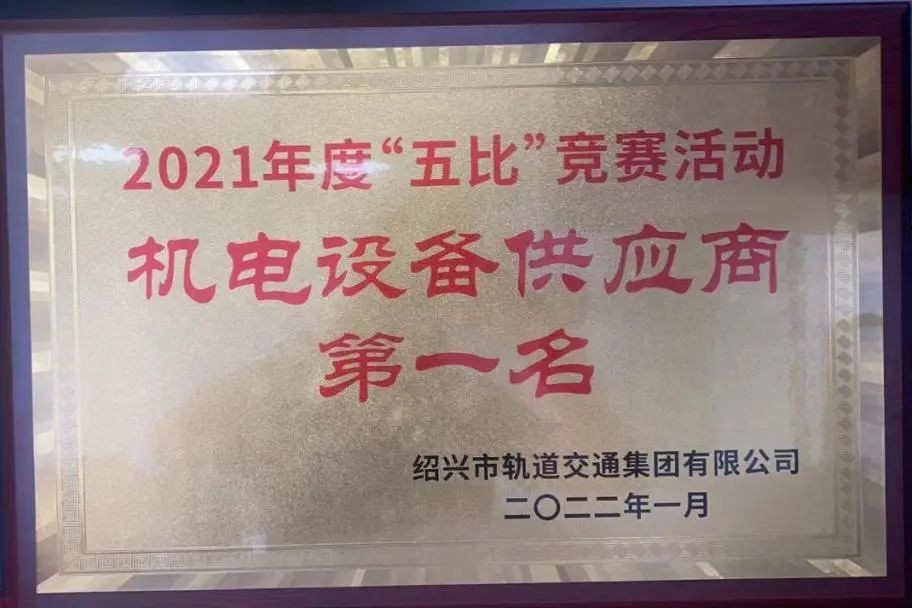 2021年度“五比”竞赛活动
机电设备供应商
第一名
绍兴市轨道交通集团有限公司
二〇二二年一月